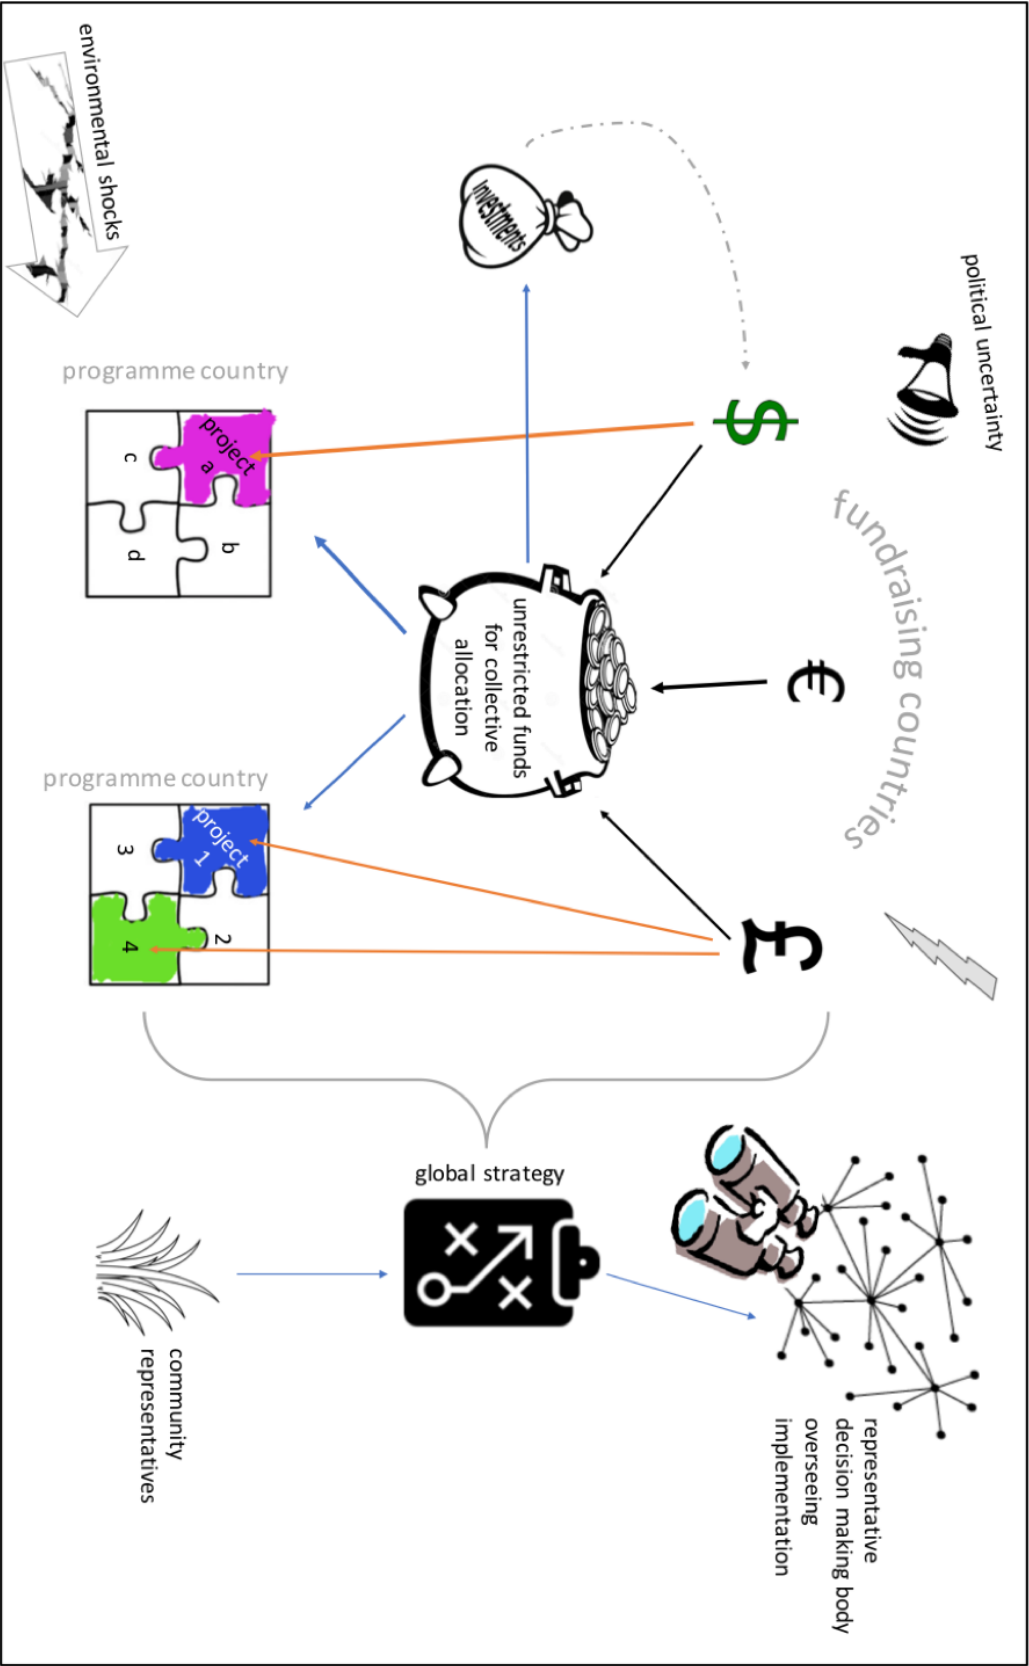 political uncertainty
fundraising countries
$
€
£
Investments
unrestricted funds
for collective
allocation
environmental shocks
programme country
project
a
b
c
d
programme country
project
1
2
3
4
global strategy
representative
decision making body
overseeing
implementation
community
representatives